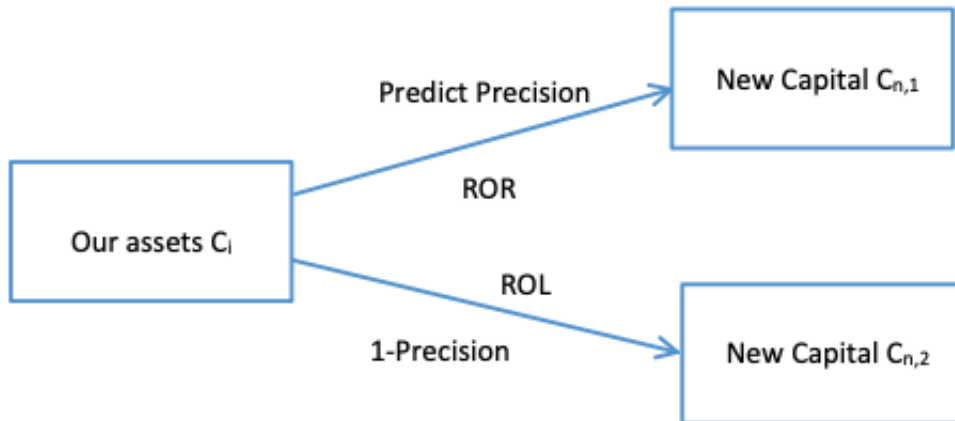 New Capital Cn,1
Predict Precision
ROR
Our assets Ci
ROL
1-Precision
New Capital Cn,2